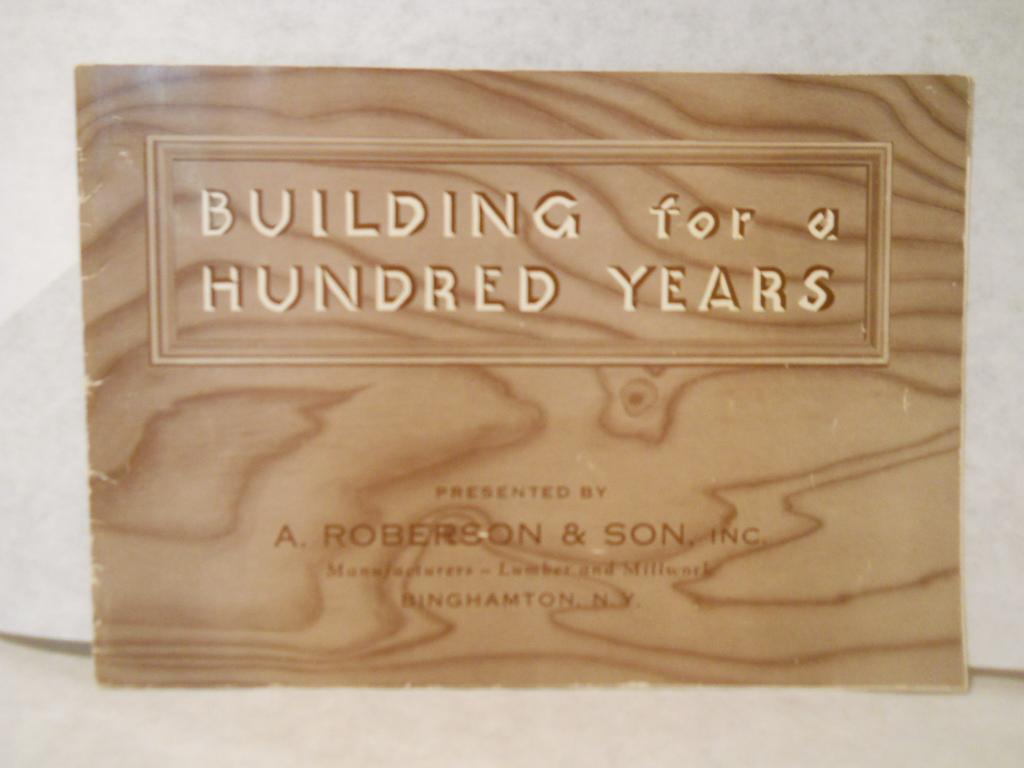 BUILDING for a
HUNDRED YEARS
PRESENTED BY
A. ROBERSON & SON, INC.
Manufacturers - Lumber and Millwork
BINGHAMTON, N.Y.